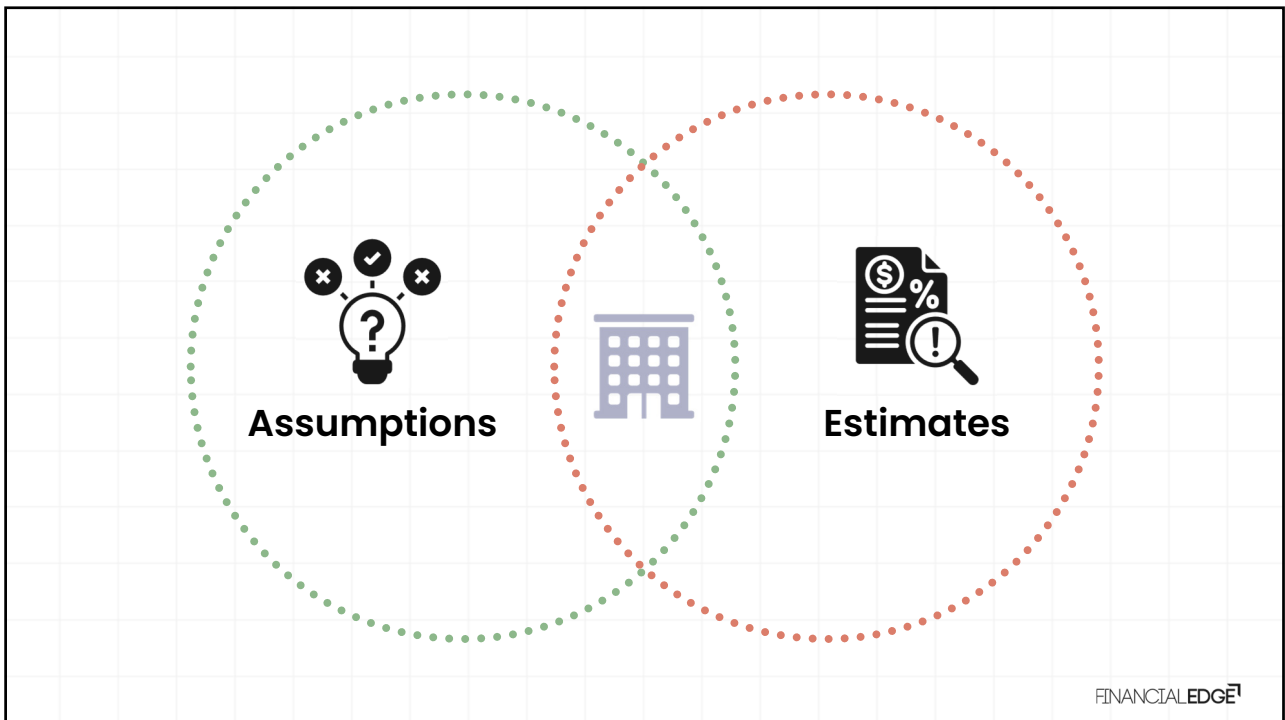 ?
$
%
!
Assumptions
Estimates
FINANCIALEDGE